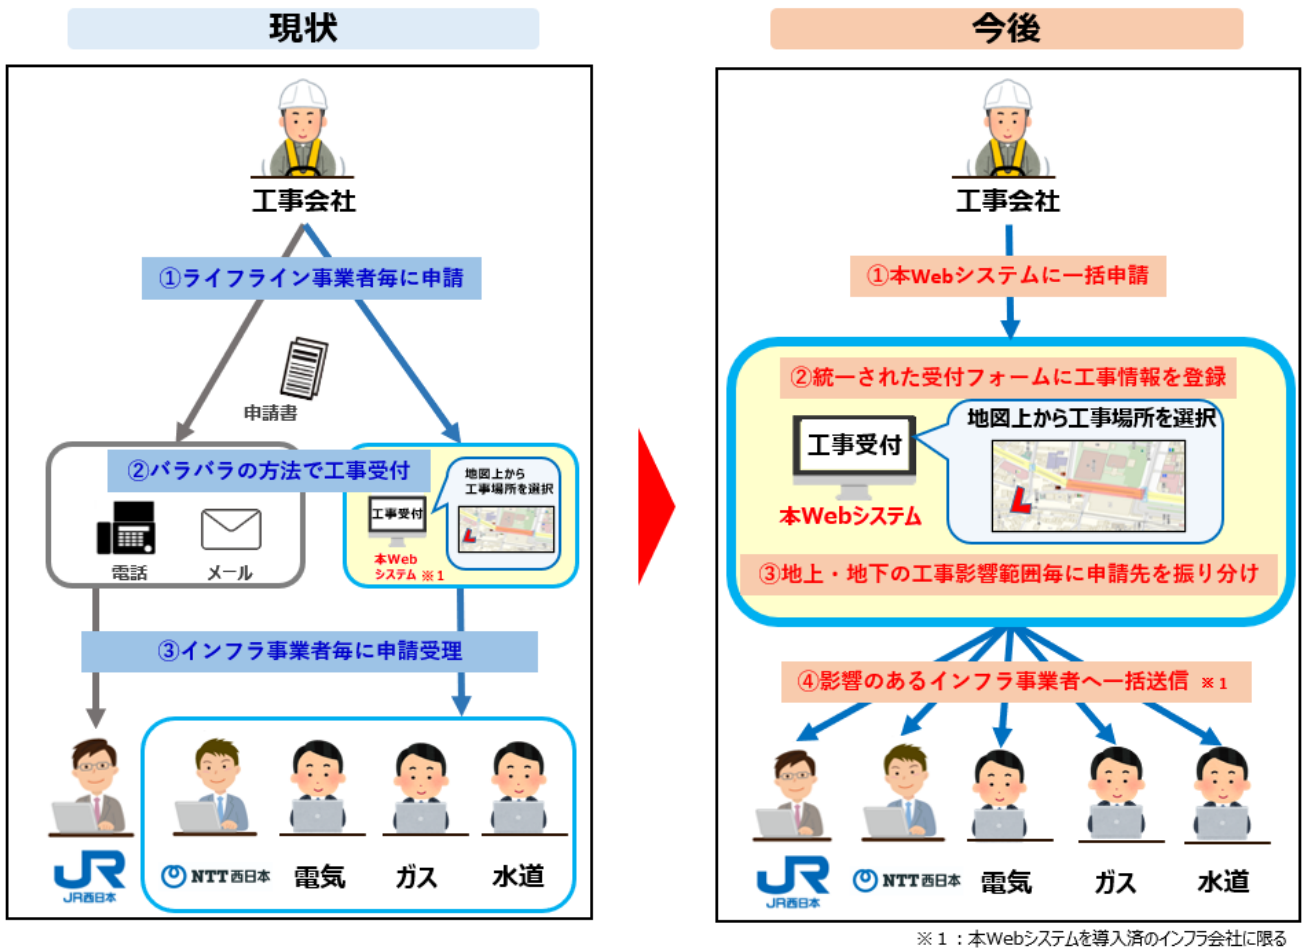 現状
工事会社
①ライフライン事業者毎に申請
申請書
②バラバラの方法で工事受付
電話
メール
工事受付
本Web
システム ※1
地図上から
工事場所を選択
③インフラ事業者毎に申請受理
JR
JR西日本
NTT西日本
電気
ガス
水道
今後
工事会社
①本Webシステムに一括申請
②統一された受付フォームに工事情報を登録
工事受付
本Webシステム
地図上から工事場所を選択
③地上・地下の工事影響範囲毎に申請先を振り分け
④影響のあるインフラ事業者へ一括送信 ※1
JR
JR西日本
NTT西日本
電気
ガス
水道
※1：本Webシステムを導入済のインフラ会社に限る